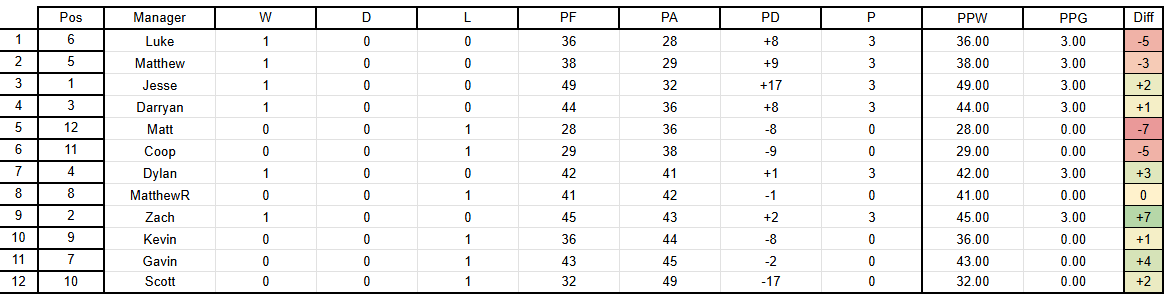 Pos Manager W D L PF PA PD P PPW PPG Diff
1 6 Luke 1 0 0 36 28 +8 3 36.00 3.00 -5
2 5 Matthew 1 0 0 38 29 +9 3 38.00 3.00 -3
3 1 Jesse 1 0 0 49 32 +17 3 49.00 3.00 +2
4 3 Darryan 1 0 0 44 36 +8 3 44.00 3.00 +1
5 12 Matt 0 0 1 28 36 -8 0 28.00 0.00 -7
6 11 Coop 0 0 1 29 38 -9 0 29.00 0.00 -5
7 4 Dylan 1 0 0 42 41 +1 3 42.00 3.00 +3
8 8 MatthewR 0 0 1 41 42 -1 0 41.00 0.00 0
9 2 Zach 1 0 0 45 43 +2 3 45.00 3.00 +7
10 9 Kevin 0 0 1 36 44 -8 0 36.00 0.00 +1
11 7 Gavin 0 0 1 43 45 -2 0 43.00 0.00 +4
12 10 Scott 0 0 1 32 49 -17 0 32.00 0.00 +2